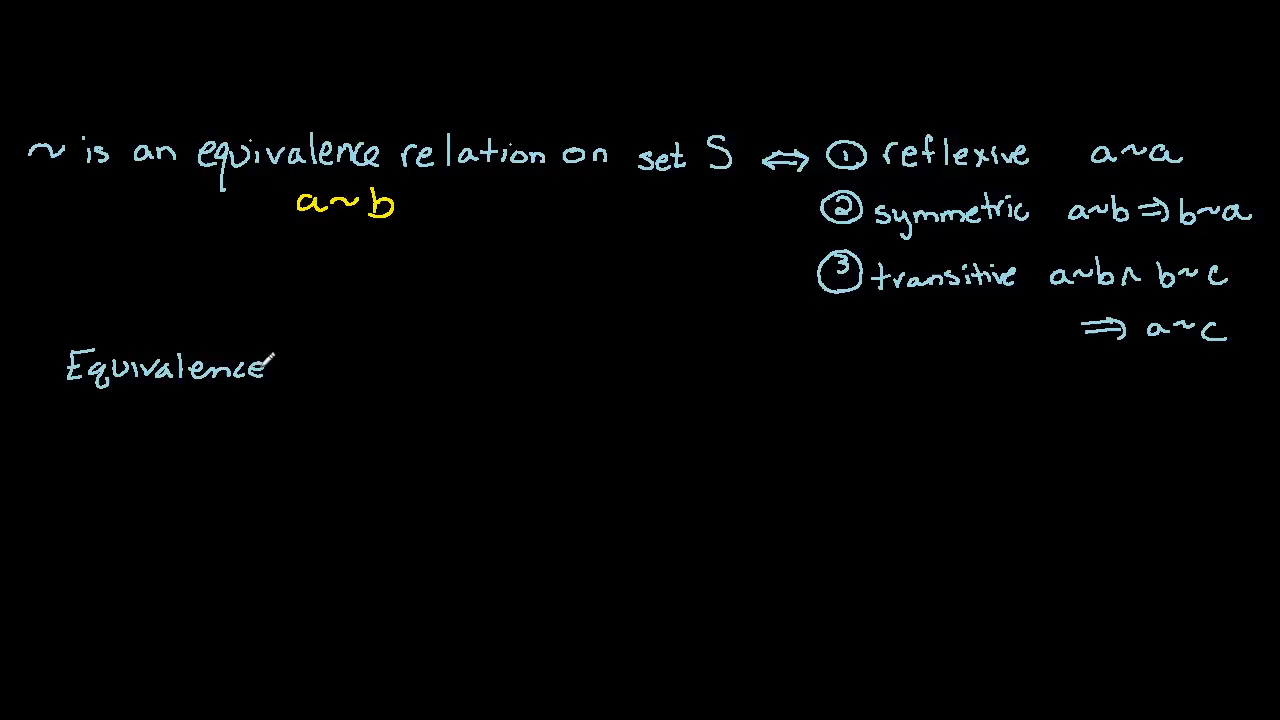 ~ is an equivalence relation on set S ⇔ ① reflexive a~a
a~b
② symmetric a~b ⇒ b~a
③ transitive a~b ∧ b~c
⇒ a~c
Equivalence